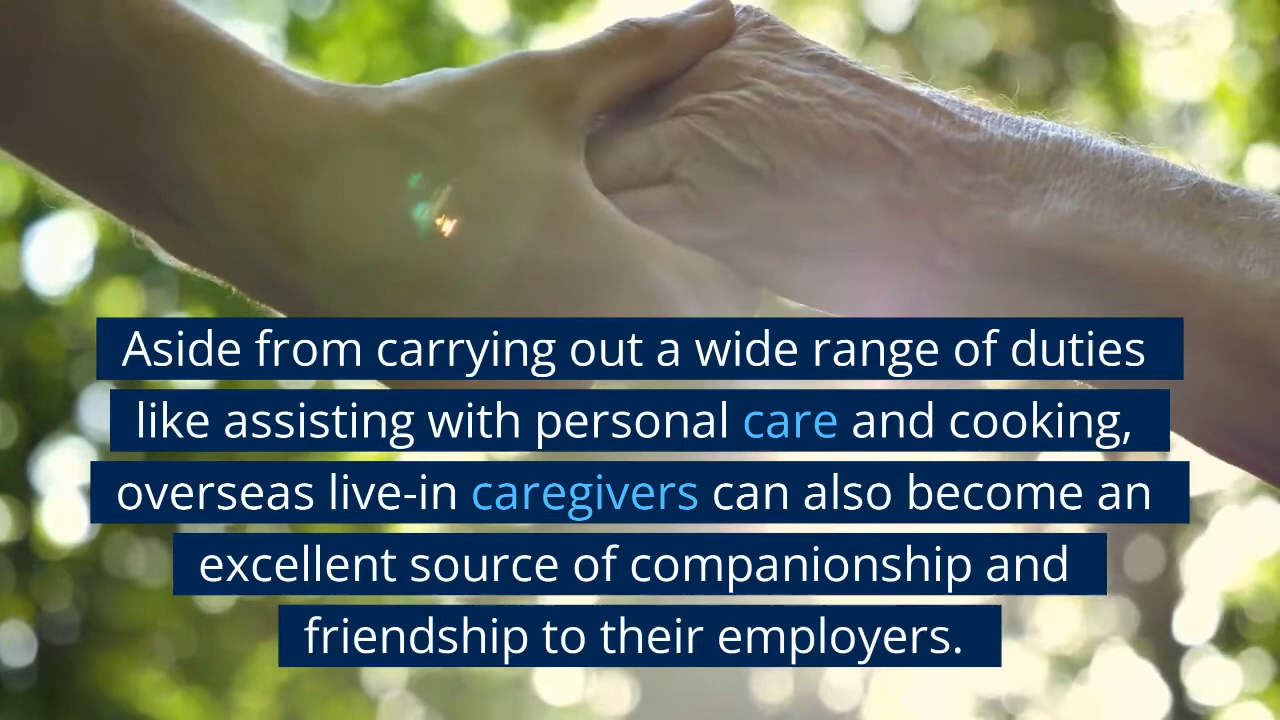 Aside from carrying out a wide range of duties
like assisting with personal care and cooking,
overseas live-in caregivers can also become an
excellent source of companionship and
friendship to their employers.